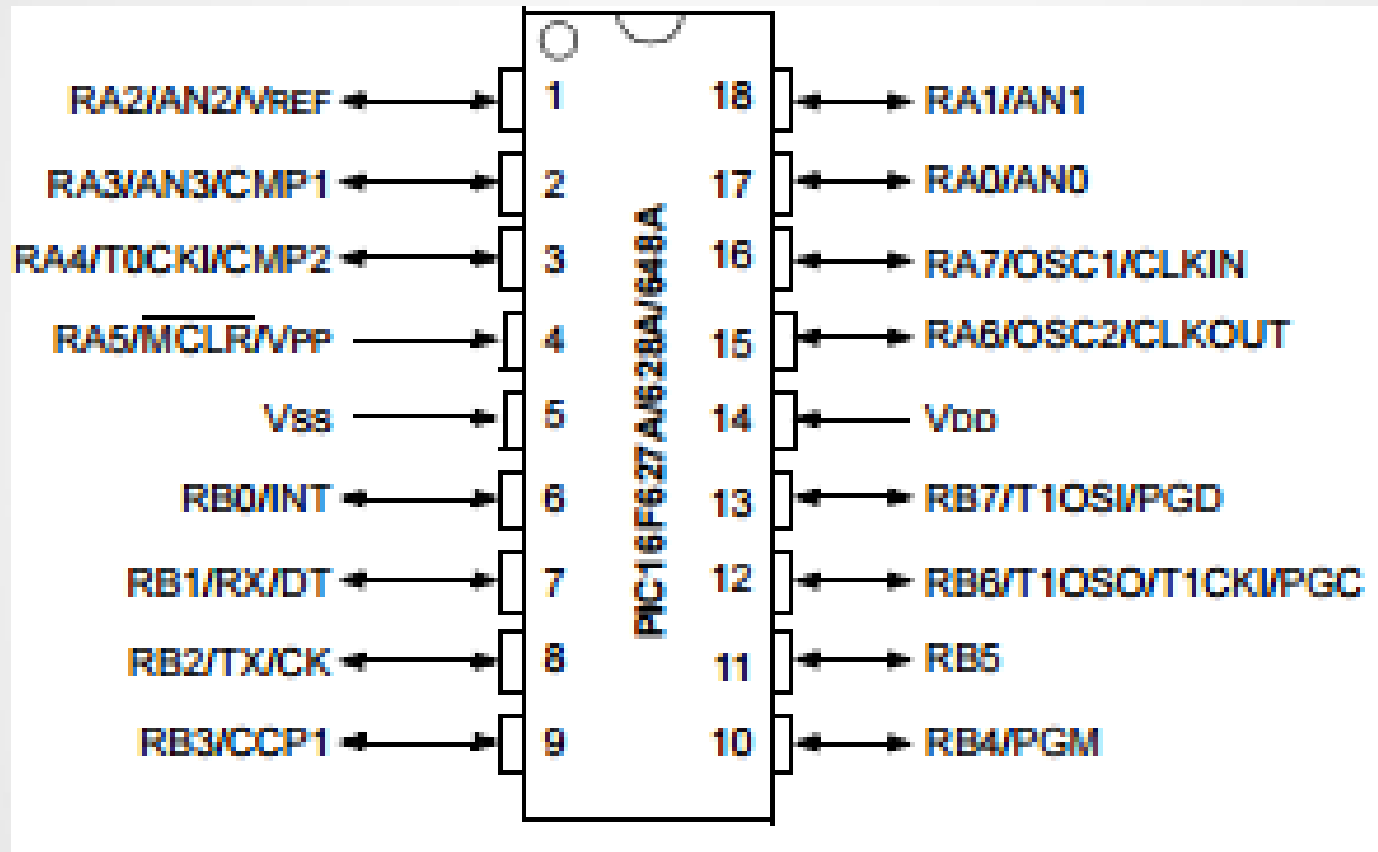 RA2/AN2/VREF 1 18 RA1/AN1
RA3/AN3/CMP1 2 17 RA0/AN0
RA4/T0CKI/CMP2 3 16 RA7/OSC1/CLKIN
RA5/MCLR/VPP 4 15 RA6/OSC2/CLKOUT
VSS 5 14 VDD
RB0/INT 6 13 RB7/T1OSI/PGD
RB1/RX/DT 7 12 RB6/T1OSO/T1CKI/PGC
RB2/TX/CK 8 11 RB5
RB3/CCP1 9 10 RB4/PGM
PIC16F627A/628A/648A